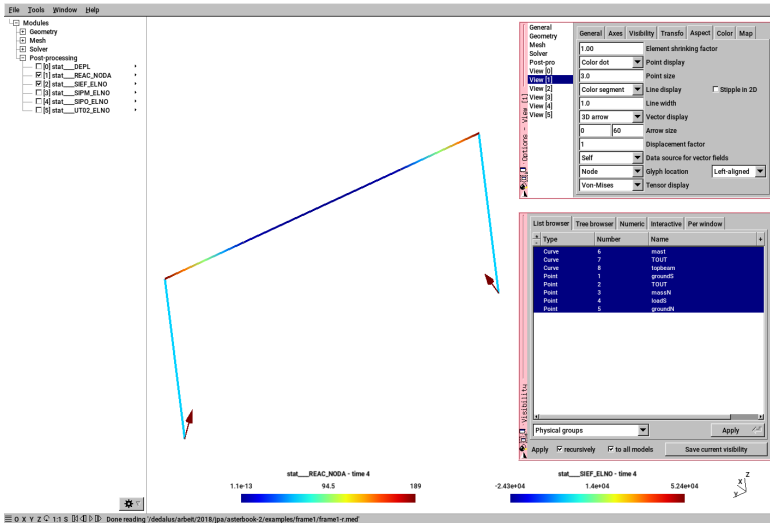 File Tools Window Help
Modules
Geometry
Mesh
Solver
Post-processing
[0] stat___DEPL
[1] stat___REAC_NODA
[2] stat___SIEF_ELNO
[3] stat___SIPM_ELNO
[4] stat___SIPO_ELNO
[5] stat___UT02_ELNO
General
Geometry
Mesh
Solver
Post-pro
View [0]
View [1]
View [2]
View [3]
View [4]
View [5]
Options - View [1]
General Axes Visibility Transfo Aspect Color Map
1.00 Element shrinking factor
Color dot Point display
3.0 Point size
Color segment Line display Stipple in 2D
1.0 Line width
3D arrow Vector display
0 60 Arrow size
1 Displacement factor
Self Data source for vector fields
Node Glyph location Left-aligned
Von-Mises Tensor display
Visibility
List browser Tree browser Numeric Interactive Per window
Type Number Name +
Curve 6 mast
Curve 7 TOUT
Curve 8 topbeam
Point 1 groundS
Point 2 TOUT
Point 3 massN
Point 4 loadS
Point 5 groundN
Physical groups Apply
Apply recursively to all models Save current visibility
stat___REAC_NODA - time 4
1.1e-13 94.5 189
stat___SIEF_ELNO - time 4
-2.43e+04 1.4e+04 5.24e+04
Z
X
Y
O X Y Z 1:1 S Done reading '/dedalus/arbeit/2018/jpa/asterbook-2/examples/frame1/frame1-r.med'